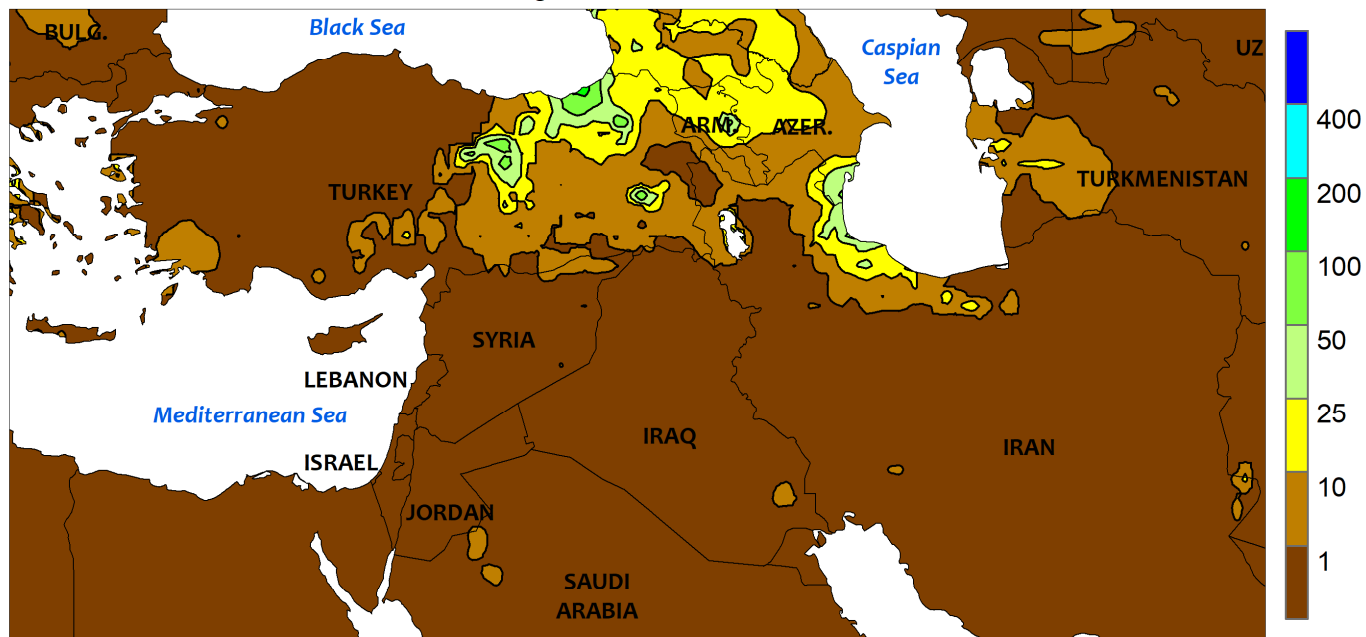 BULG.
Black Sea
Caspian
Sea
UZ
400
ARM.
AZER.
200
TURKEY
TURKMENISTAN
100
SYRIA
50
LEBANON
25
Mediterranean Sea
IRAQ
IRAN
ISRAEL
10
JORDAN
1
SAUDI
ARABIA